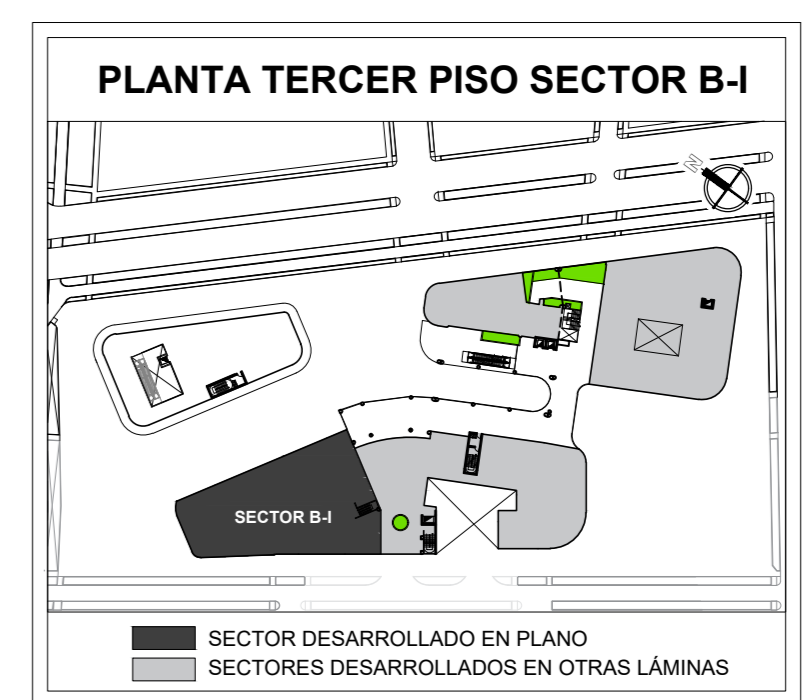 PLANTA TERCER PISO SECTOR B-I
N
SECTOR B-I
SECTOR DESARROLLADO EN PLANO
SECTORES DESARROLLADOS EN OTRAS LÁMINAS